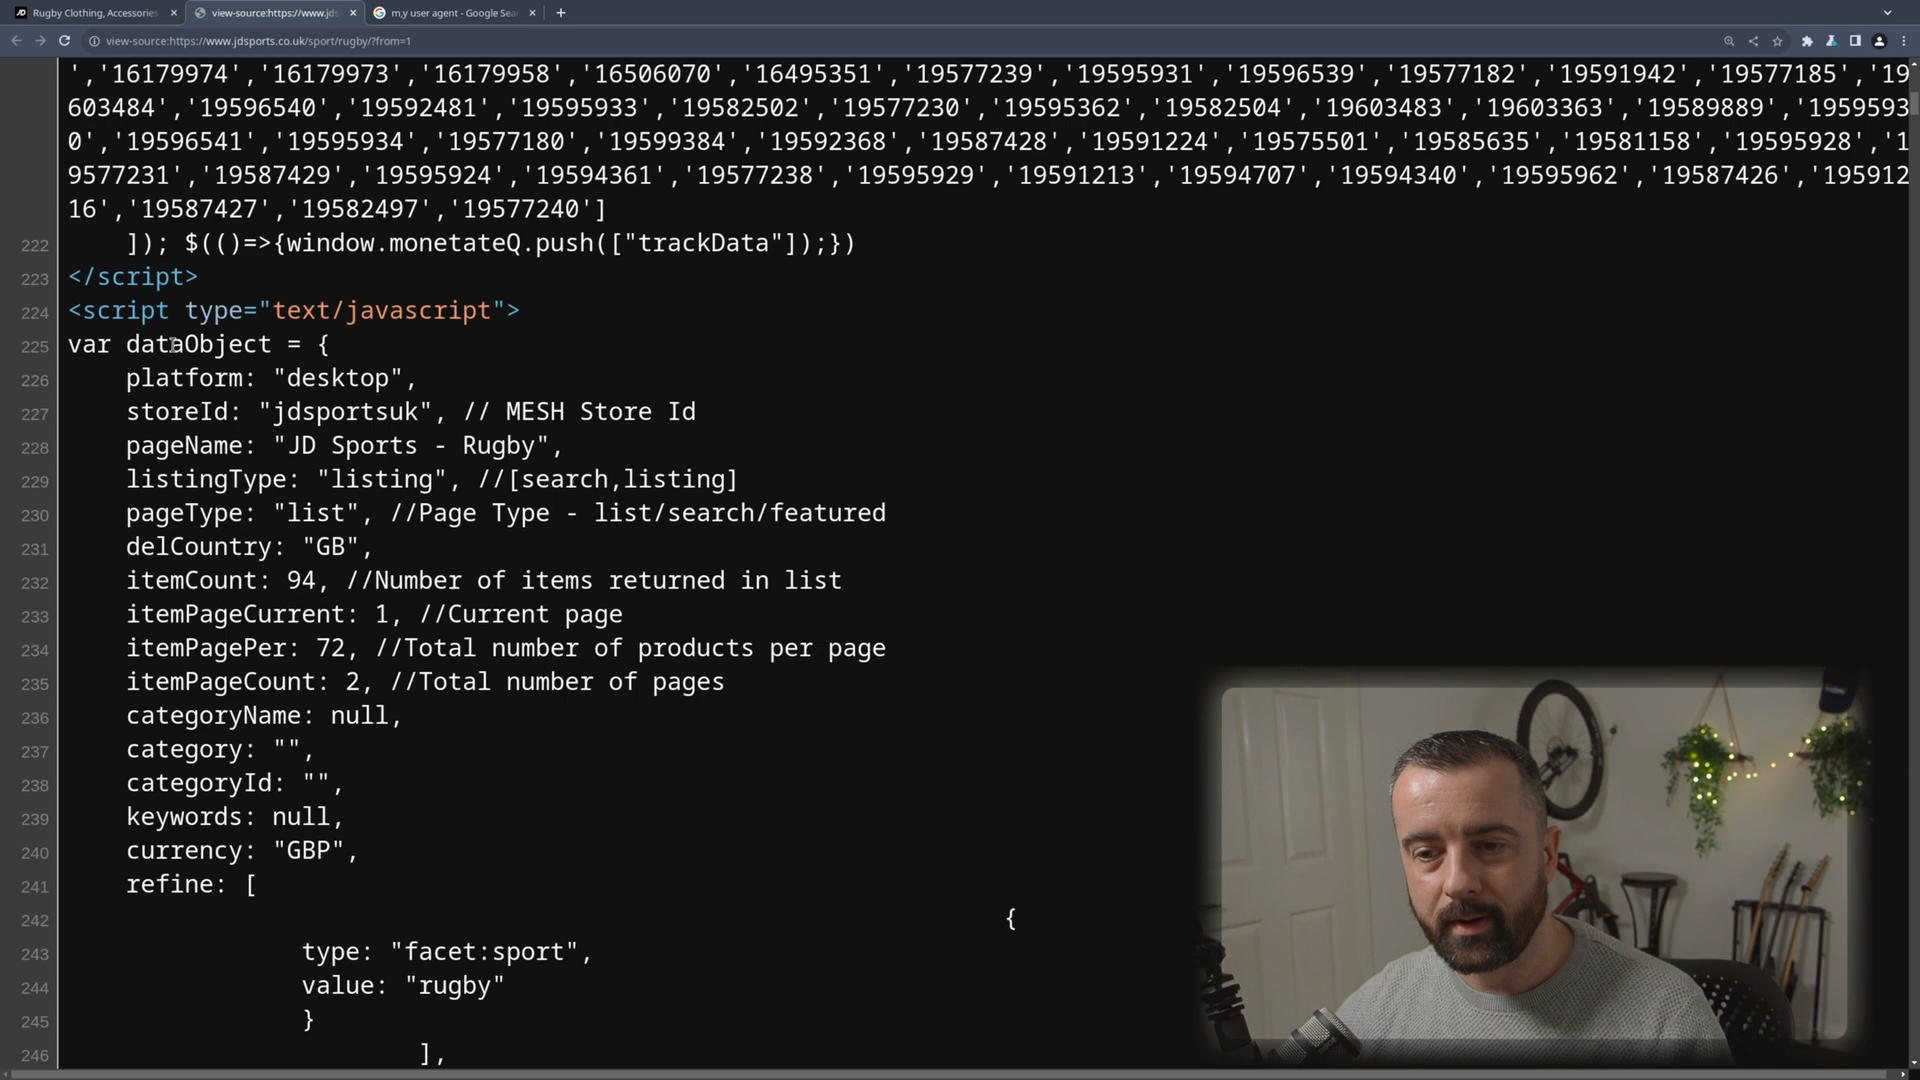 Rugby Clothing, Accessories
view-source:https://www.jds
m,y user agent - Google Sea
view-source:https://www.jdsports.co.uk/sport/rugby/?from=1
','16179974','16179973','16179958','16506070','16495351','19577239','19595931','19596539','19577182','19591942','19577185','19
603484','19596540','19592481','19595933','19582502','19577230','19595362','19582504','19603483','19603363','19589889','1959593
0','19596541','19595934','19577180','19599384','19592368','19587428','19591224','19575501','19585635','19581158','19595928','1
9577231','19587429','19595924','19594361','19577238','19595929','19591213','19594707','19594340','19595962','19587426','195912
16','19587427','19582497','19577240']
222 ]); $(()=>{window.monetateQ.push(["trackData"]);})
223 </script>
224 <script type="text/javascript">
225 var dataObject = {
226 platform: "desktop",
227 storeId: "jdsportsuk", // MESH Store Id
228 pageName: "JD Sports - Rugby",
229 listingType: "listing", //[search,listing]
230 pageType: "list", //Page Type - list/search/featured
231 delCountry: "GB",
232 itemCount: 94, //Number of items returned in list
233 itemPageCurrent: 1, //Current page
234 itemPagePer: 72, //Total number of products per page
235 itemPageCount: 2, //Total number of pages
236 categoryName: null,
237 category: "",
238 categoryId: "",
239 keywords: null,
240 currency: "GBP",
241 refine: [
242 {
243 type: "facet:sport",
244 value: "rugby"
245 }
246 ],